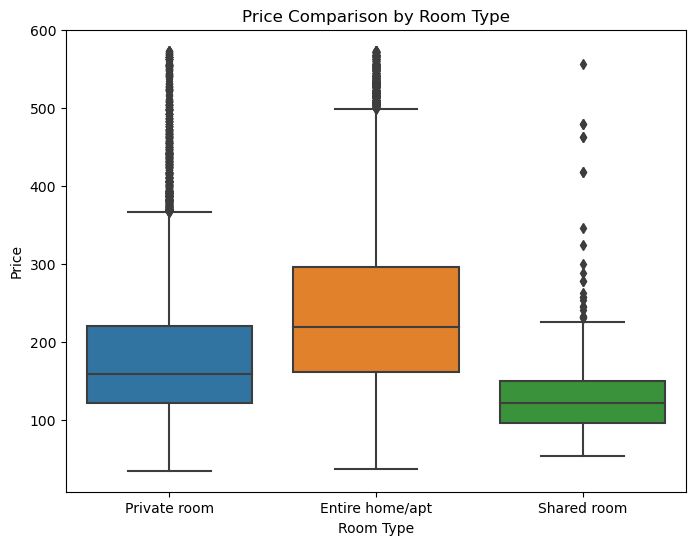 Price Comparison by Room Type
600
500
400
300
200
100
Price
Private room
Entire home/apt
Shared room
Room Type